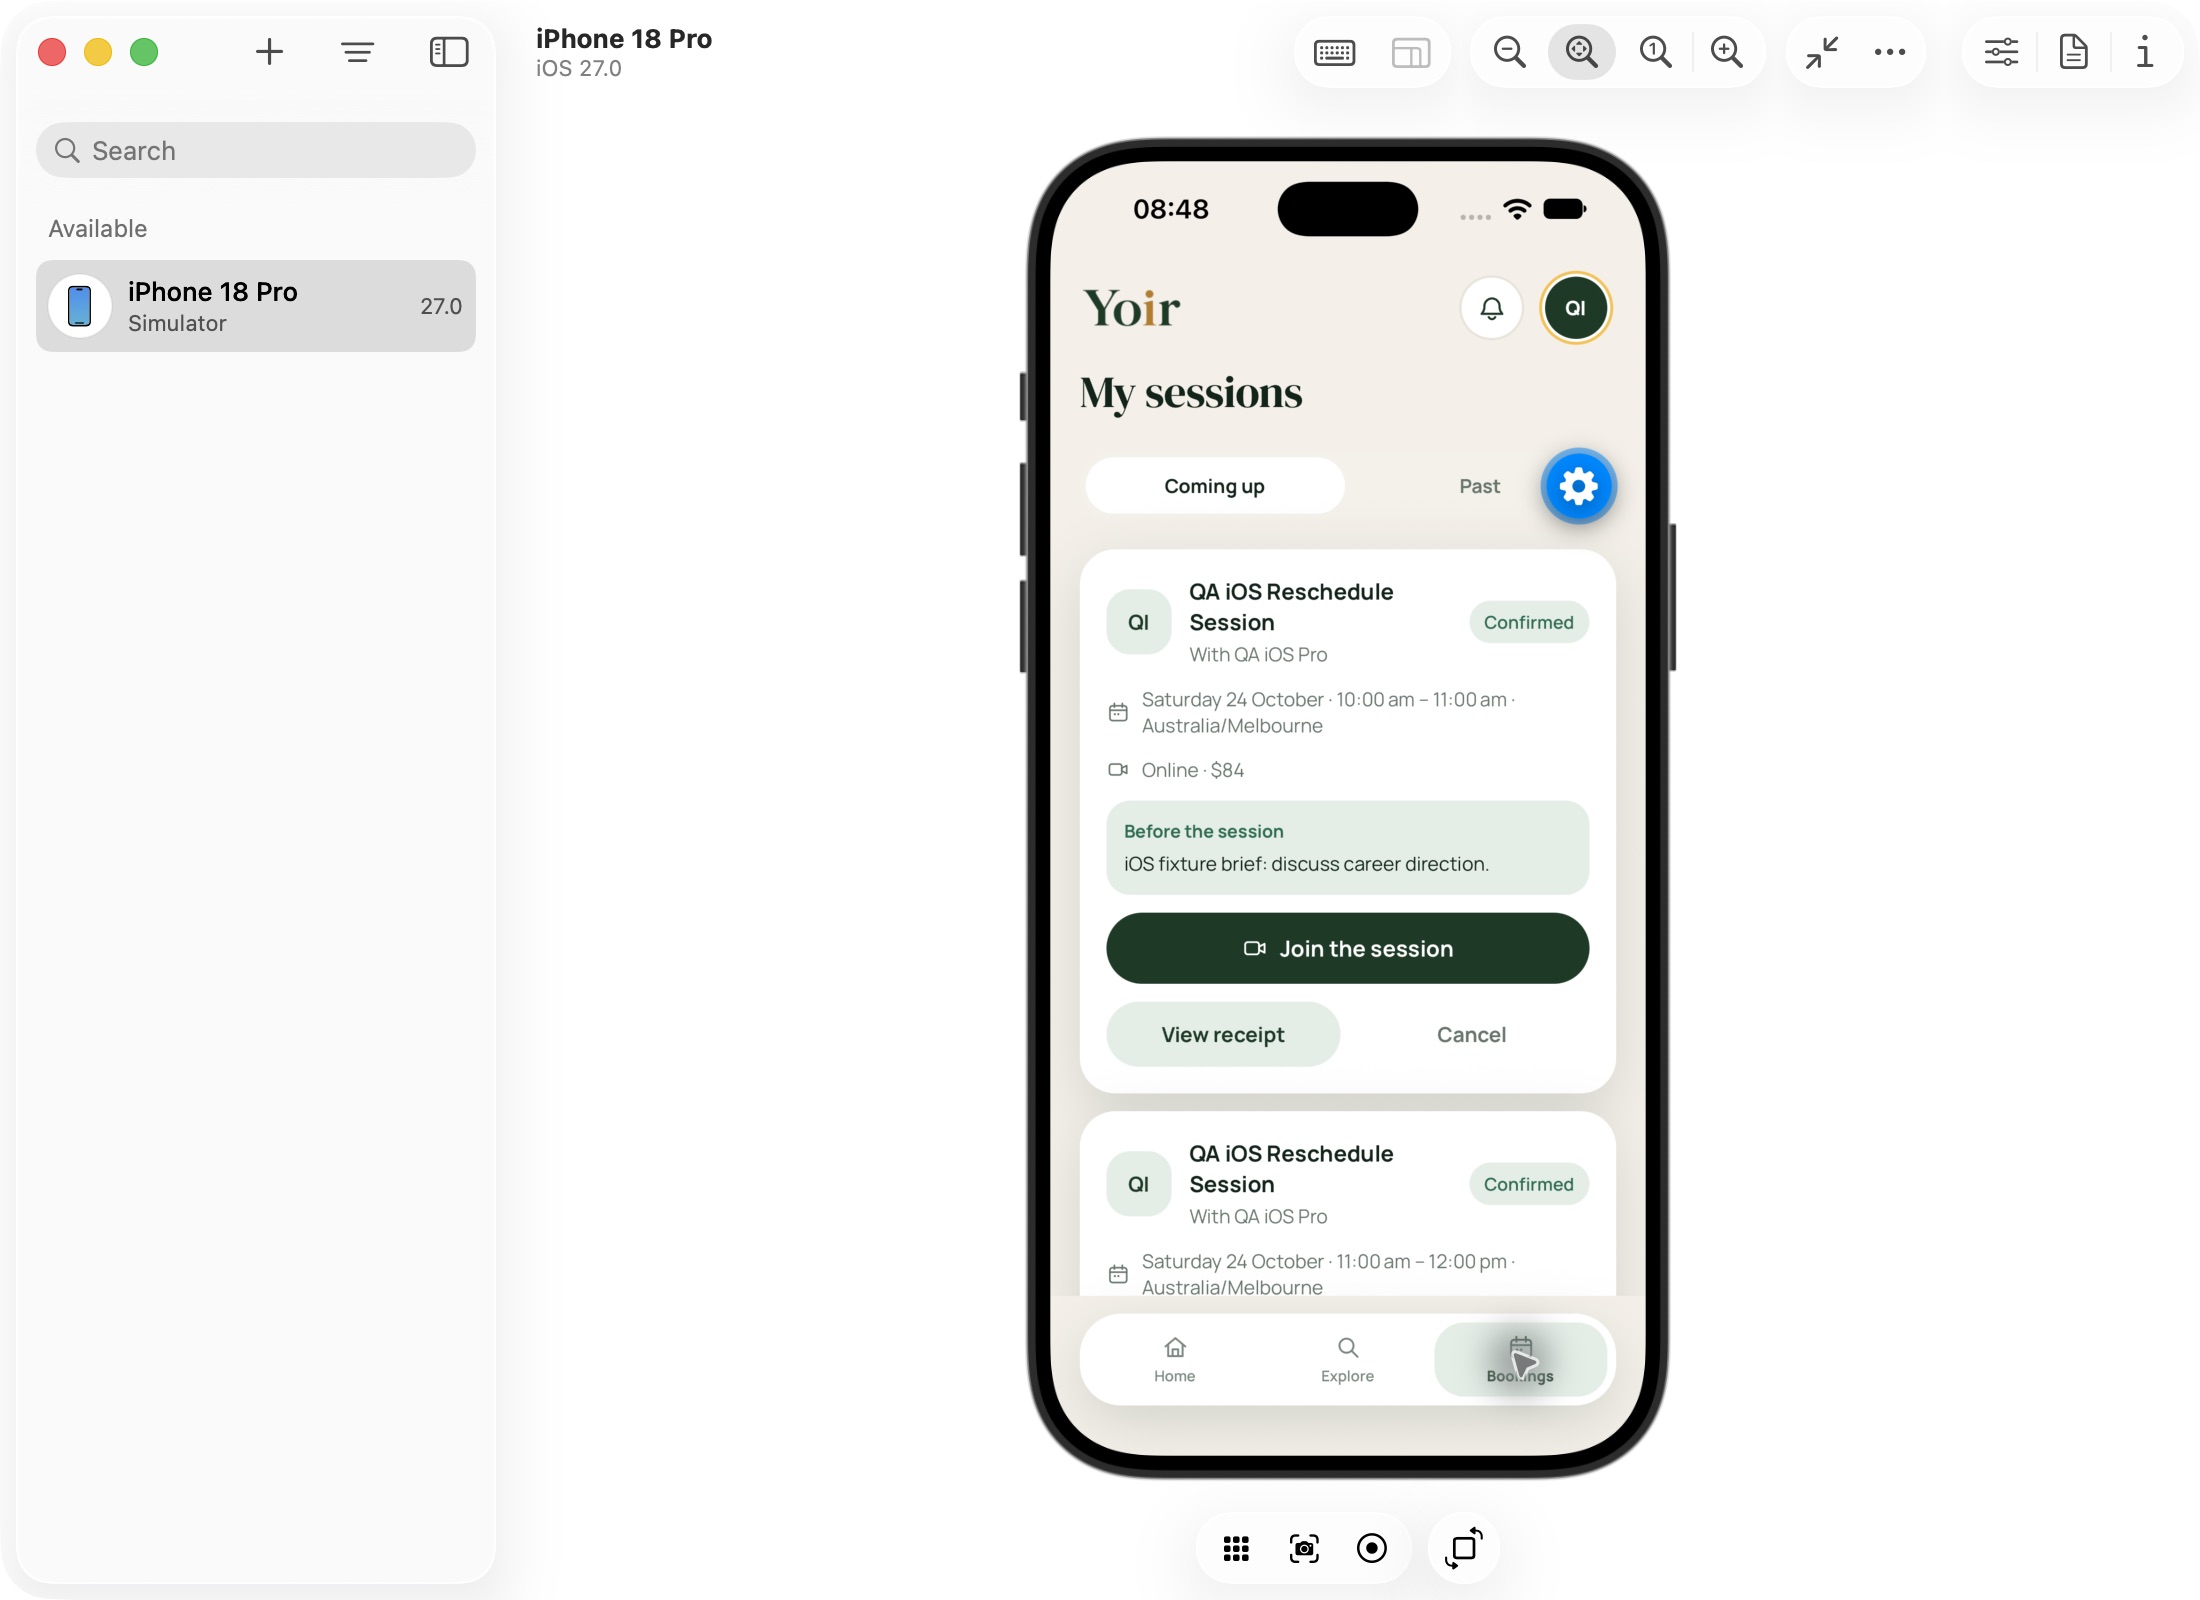 iPhone 18 Pro
iOS 27.0
Search
Available
iPhone 18 Pro
Simulator
27.0
08:48
Yoir
QI
My sessions
Coming up
Past
QI
QA iOS Reschedule
Session
With QA iOS Pro
Confirmed
Saturday 24 October · 10:00 am – 11:00 am ·
Australia/Melbourne
Online · $84
Before the session
iOS fixture brief: discuss career direction.
Join the session
View receipt
Cancel
QI
QA iOS Reschedule
Session
With QA iOS Pro
Confirmed
Saturday 24 October · 11:00 am – 12:00 pm ·
Australia/Melbourne
Home
Explore
Bookings